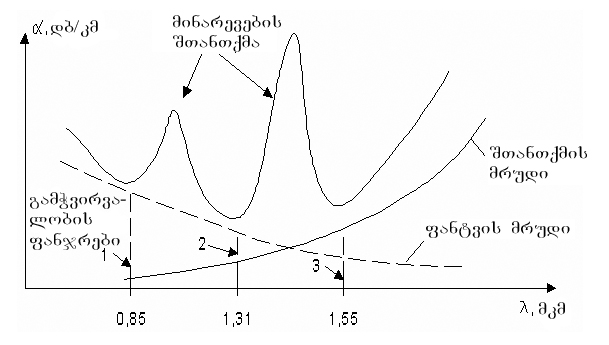 α, დბ/კმ
მინარევების
შთანთქმა
შთანთქმის
მრუდი
გამჭვირვა-
ლობის
ფანჯრები
ფანტვის მრუდი
1
2
3
0,85
1,31
1,55
λ, მკმ